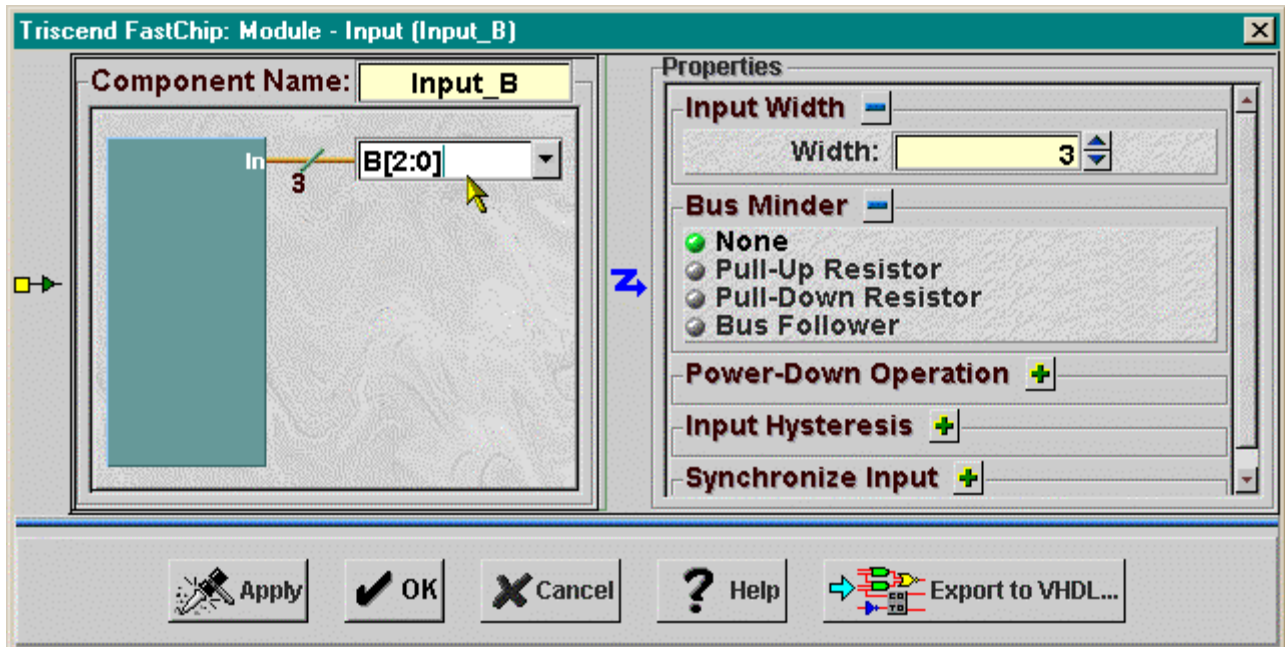 Triscend FastChip: Module - Input (Input_B)
Component Name: Input_B
In
3
B[2:0]
Properties
Input Width
Width: 3
Bus Minder
None
Pull-Up Resistor
Pull-Down Resistor
Bus Follower
Power-Down Operation
Input Hysteresis
Synchronize Input
Apply
OK
Cancel
? Help
Export to VHDL...